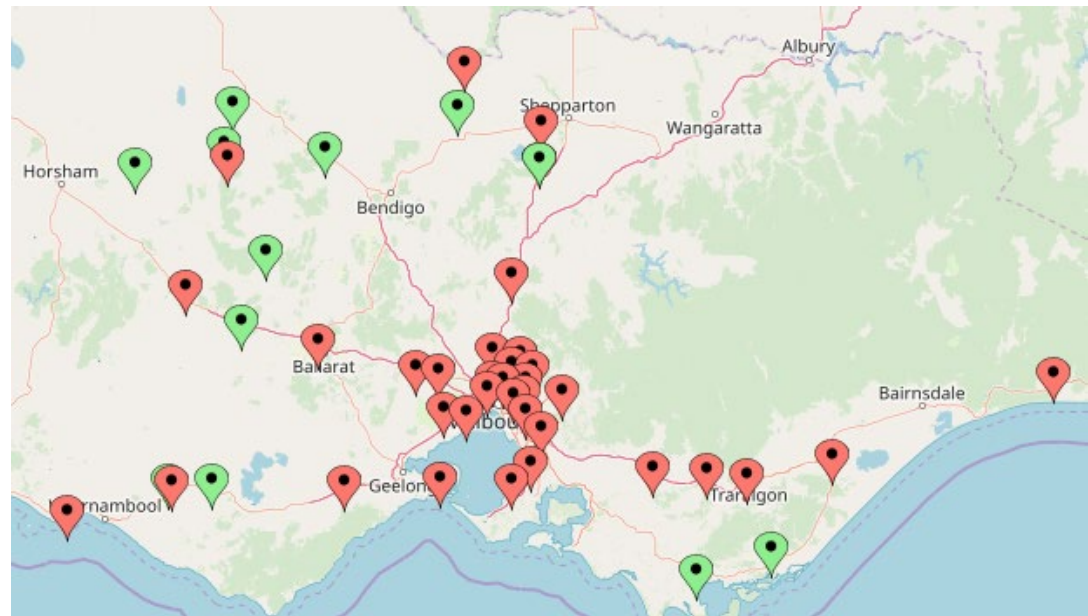 Albury
Shepparton
Wangaratta
Horsham
Bendigo
Ballarat
Bairnsdale
Geelong
Traralgon